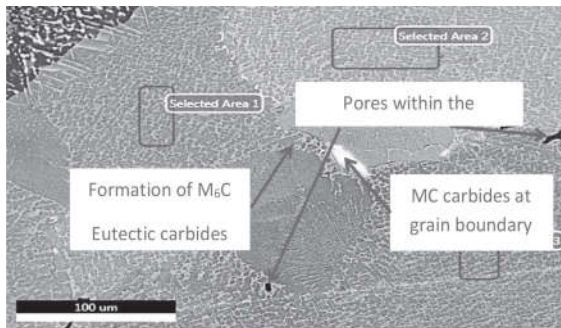 Selected Area 2
Selected Area 1
Pores within the
Formation of M₆C
Eutectic carbides
MC carbides at
grain boundary
3
100 um